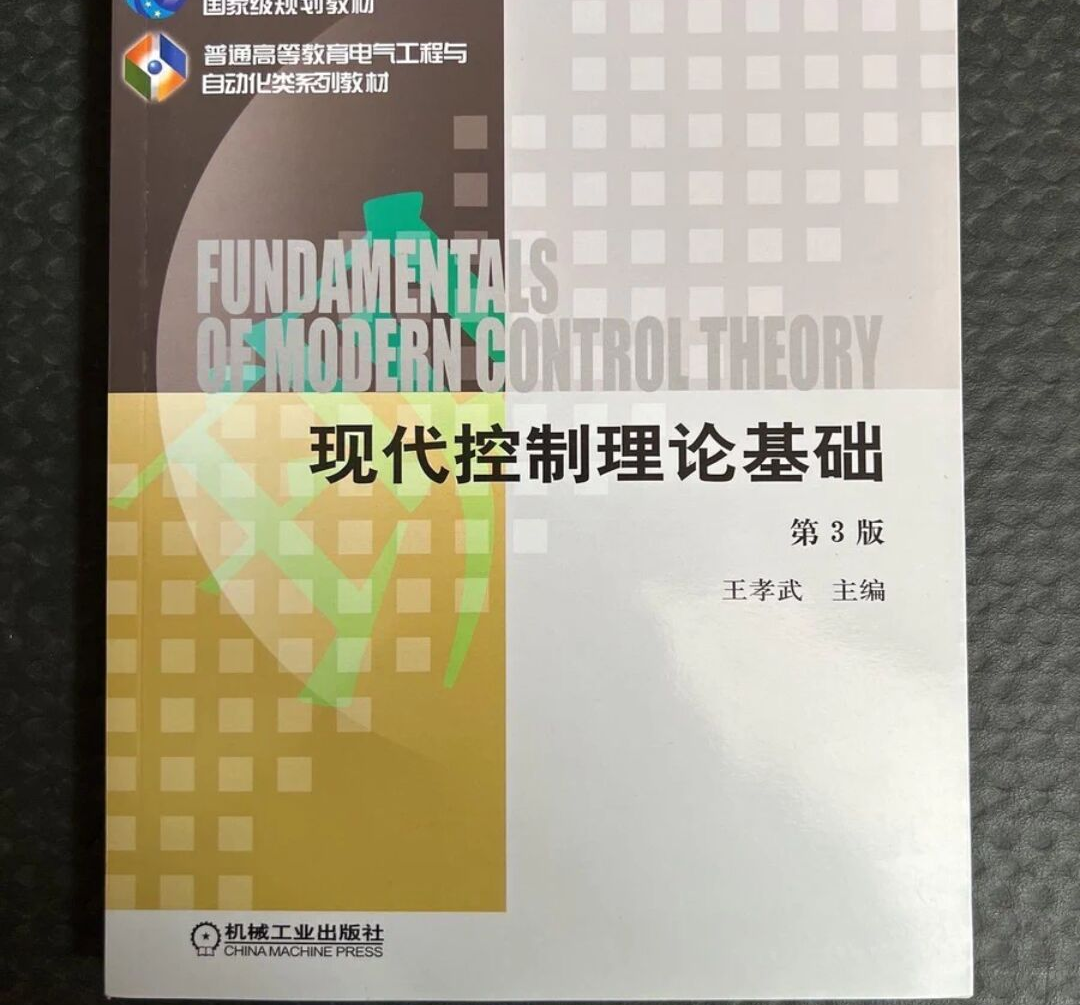 国家级规划教材
普通高等教育电气工程与
自动化类系列教材
FUNDAMENTALS
OF MODERN CONTROL THEORY
现代控制理论基础
第 3 版
王孝武 主编
机械工业出版社
CHINA MACHINE PRESS